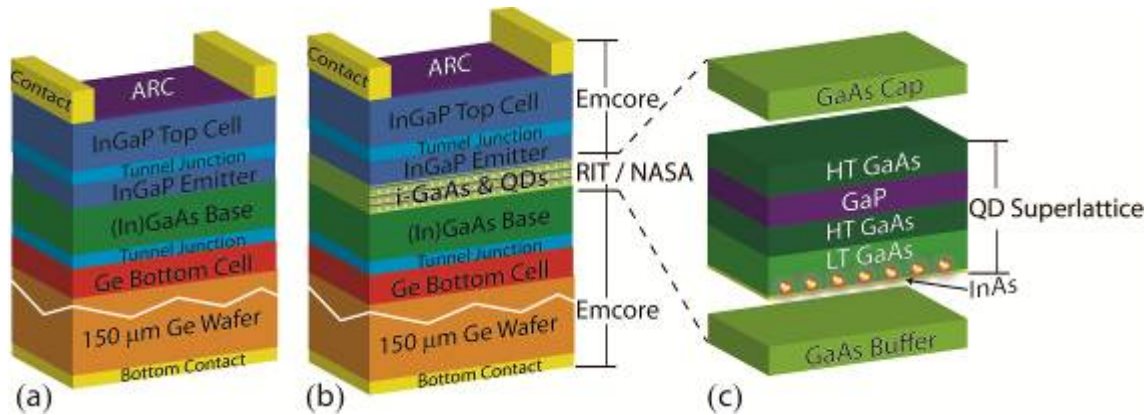 Contact
ARC
InGaP Top Cell
Tunnel Junction
InGaP Emitter
(In)GaAs Base
Tunnel Junction
Ge Bottom Cell
150 μm Ge Wafer
Bottom Contact
(a)
Contact
ARC
InGaP Top Cell
Tunnel Junction
InGaP Emitter
i-GaAs & QDs
(In)GaAs Base
Tunnel Junction
Ge Bottom Cell
150 μm Ge Wafer
Bottom Contact
(b)
Emcore
RIT / NASA
Emcore
GaAs Cap
HT GaAs
GaP
HT GaAs
LT GaAs
QD Superlattice
InAs
GaAs Buffer
(c)